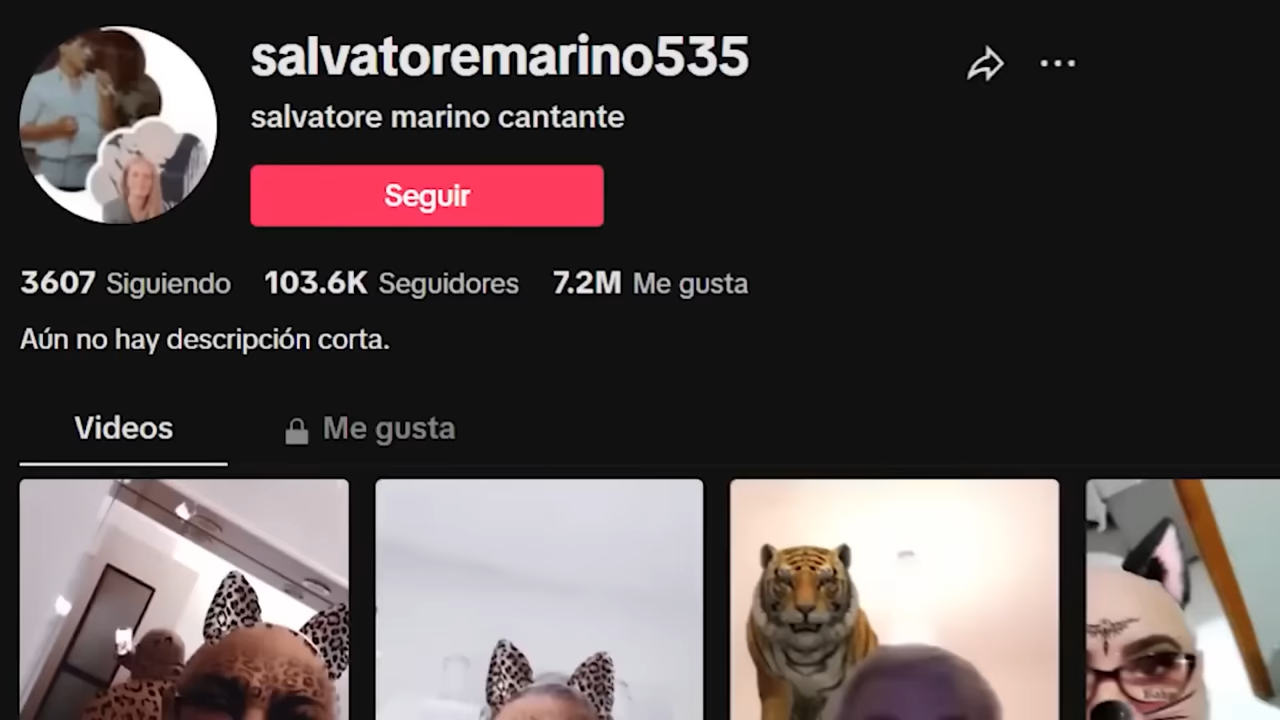 salvatoremarino535
salvatore marino cantante
Seguir
3607 Siguiendo 103.6K Seguidores 7.2M Me gusta
Aún no hay descripción corta.
Videos Me gusta